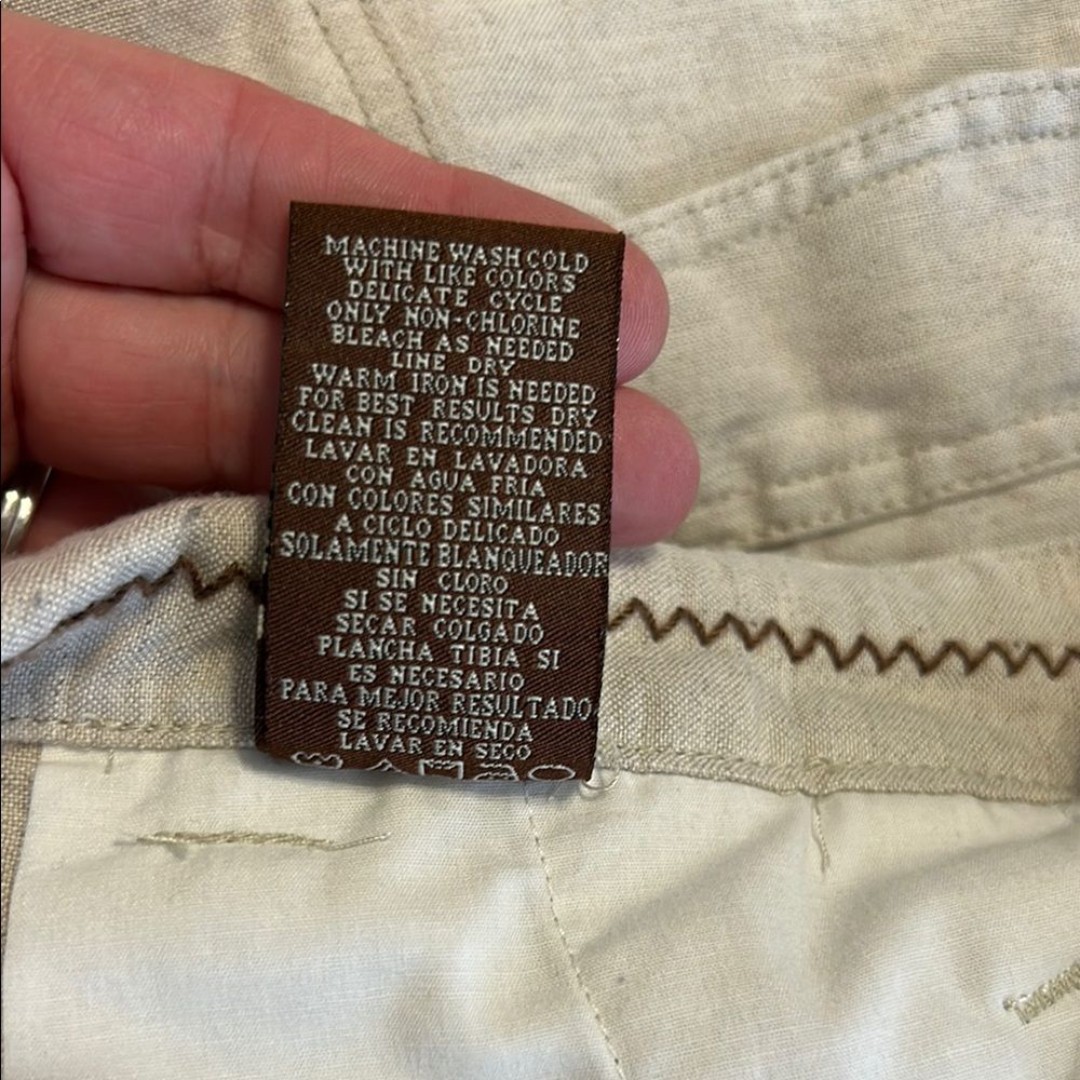 MACHINE WASH COLD
WITH LIKE COLORS
DELICATE CYCLE
ONLY NON-CHLORINE
BLEACH AS NEEDED
LINE DRY
WARM IRON IS NEEDED
FOR BEST RESULTS DRY
CLEAN IS RECOMMENDED
LAVAR EN LAVADORA
CON AGUA FRIA
CON COLORES SIMILARES
A CICLO DELICADO
SOLAMENTE BLANQUEADOR
SIN CLORO
SI SE NECESITA
SECAR COLGADO
PLANCHA TIBIA SI
ES NECESARIO
PARA MEJOR RESULTADO
SE RECOMIENDA
LAVAR EN SECO